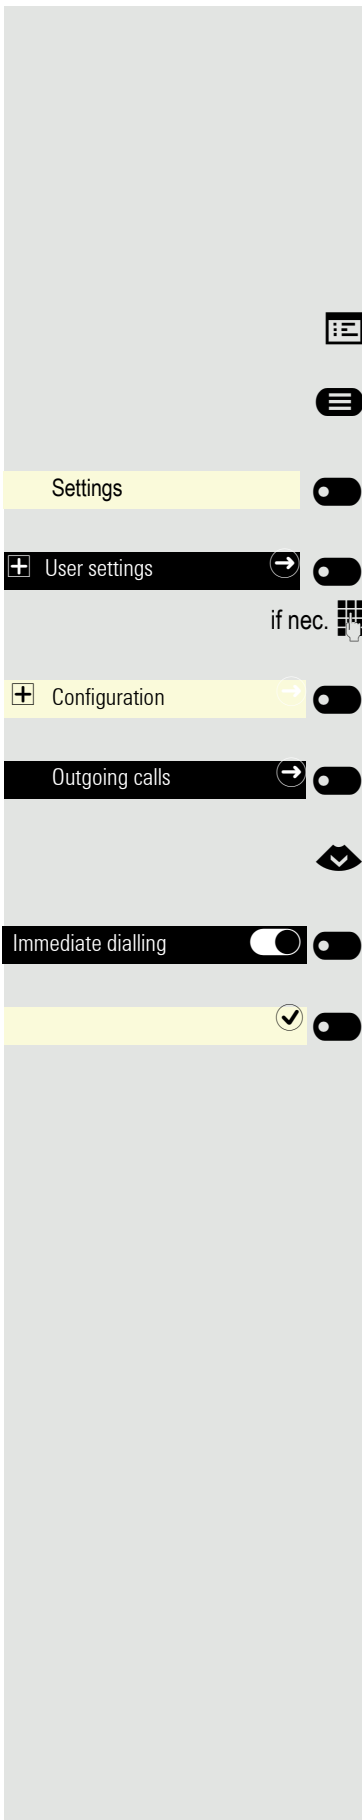 Settings
User settings
if nec.
Configuration
Outgoing calls
Immediate dialling